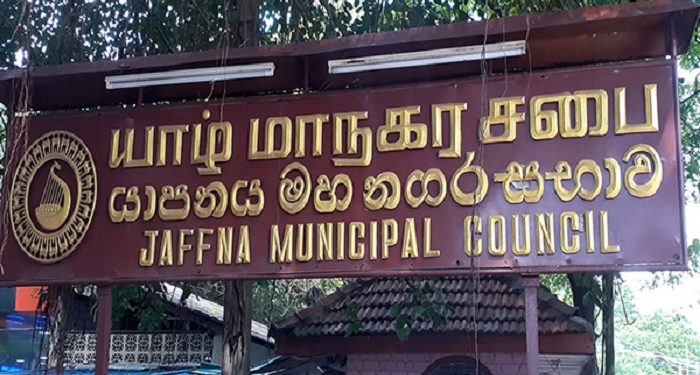 யாழ் மாநகர சபை
යාපනය මහ නගර සභාව
JAFFNA MUNICIPAL COUNCIL